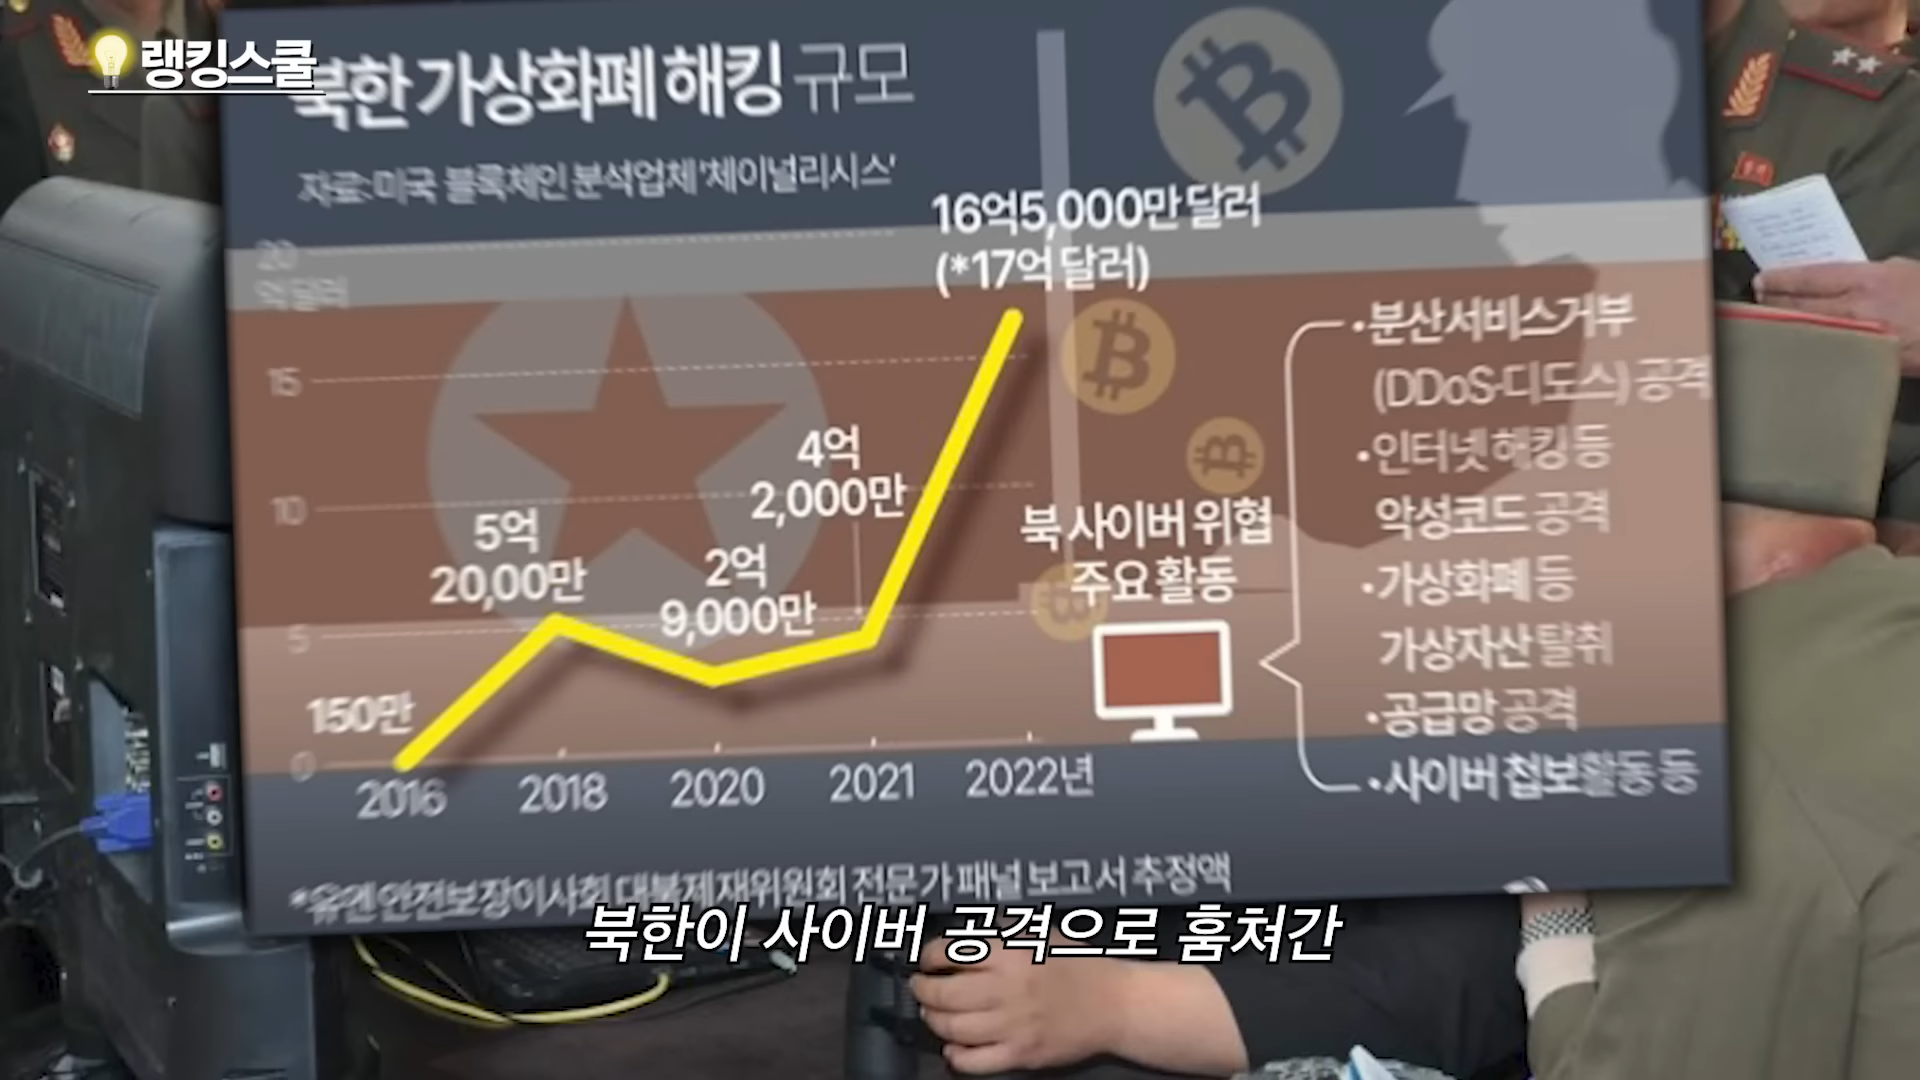 랭킹스쿨
북한 가상화폐 해킹 규모
자료:미국 블록체인 분석업체 '체이널리시스'
20
억 달러
15
10
5
0
16억5,000만 달러
(*17억 달러)
4억
2,000만
5억
20,00만
2억
9,000만
150만
2016 2018 2020 2021 2022년
북 사이버 위협
주요 활동
·분산서비스거부
(DDoS·디도스) 공격
·인터넷 해킹 등
악성코드 공격
·가상화폐 등
가상자산 탈취
·공급망 공격
·사이버 첩보활동 등
*유엔 안전보장이사회 대북제재위원회 전문가 패널 보고서 추정액
북한이 사이버 공격으로 훔쳐간